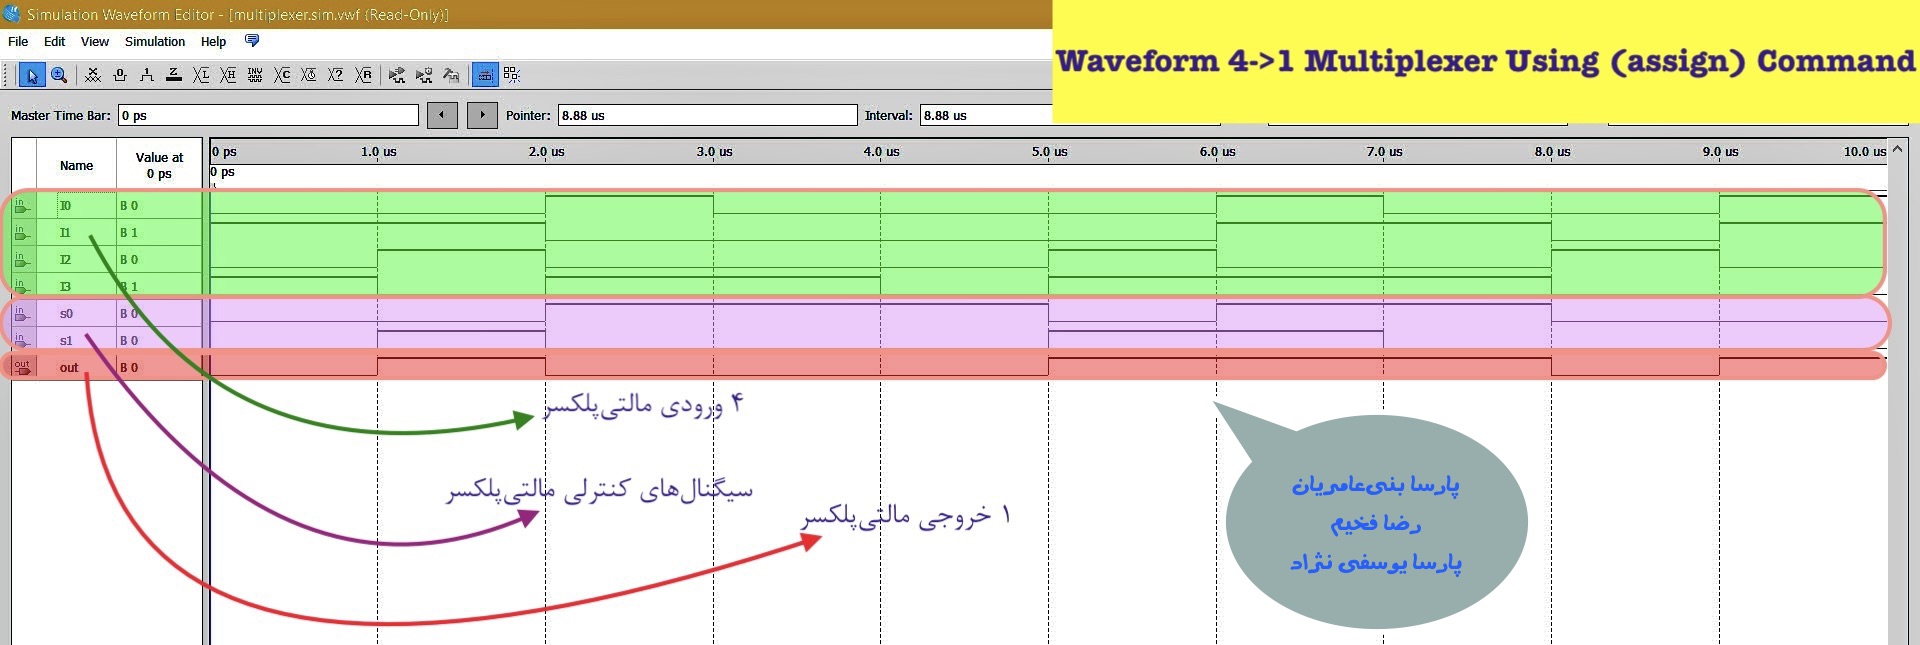 Simulation Waveform Editor - [multiplexer.sim.vwf (Read-Only)]
Waveform 4->1 Multiplexer Using (assign) Command
File Edit View Simulation Help
Master Time Bar: 0 ps Pointer: 8.88 us Interval: 8.88 us
Name Value at 0 ps
0 ps 1.0 us 2.0 us 3.0 us 4.0 us 5.0 us 6.0 us 7.0 us 8.0 us 9.0 us 10.0 us
0 ps
in I0 B 0
in I1 B 1
in I2 B 0
in I3 B 1
in s0 B 0
in s1 B 0
out out B 0
۴ ورودی مالتی‌پلکسر
سیگنال‌های کنترلی مالتی‌پلکسر
۱ خروجی مالتی‌پلکسر
پارسا بنی‌عامریان
رضا فخیم
پارسا یوسفی نژاد